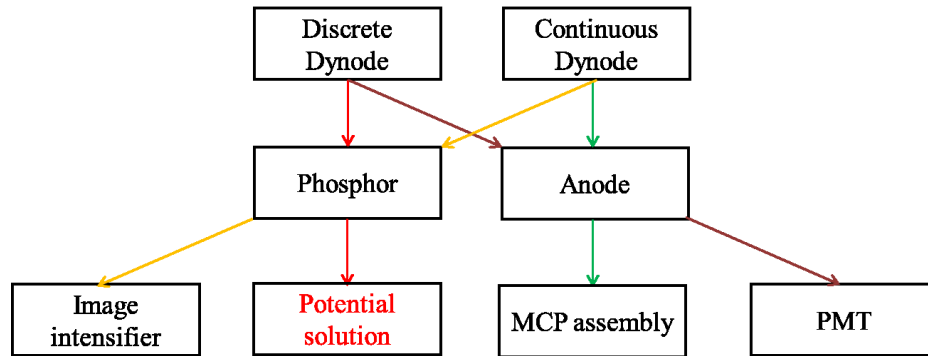 Discrete
Dynode
Continuous
Dynode
Phosphor
Anode
Image
intensifier
Potential
solution
MCP assembly
PMT